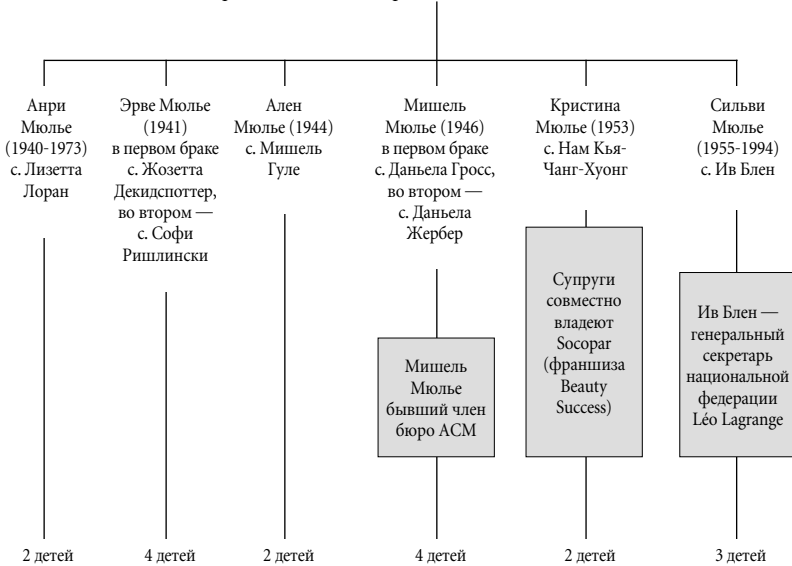 Анри
Мюлье
(1940-1973)
с. Лизетта
Лоран
Эрве Мюлье
(1941)
в первом браке
с. Жозетта
Декидспоттер,
во втором —
с. Софи
Ришлински
Ален
Мюлье (1944)
с. Мишель
Гуле
Мишель
Мюлье (1946)
в первом браке
с. Даньела Гросс,
во втором —
с. Даньела
Жербер
Кристина
Мюлье (1953)
с. Нам Кья-
Чанг-Хуонг
Сильви
Мюлье
(1955-1994)
с. Ив Блен
Мишель
Мюлье
бывший член
бюро АСМ
Супруги
совместно
владеют
Socopar
(франшиза
Beauty
Success)
Ив Блен —
генеральный
секретарь
национальной
федерации
Léo Lagrange
2 детей
4 детей
2 детей
4 детей
2 детей
3 детей